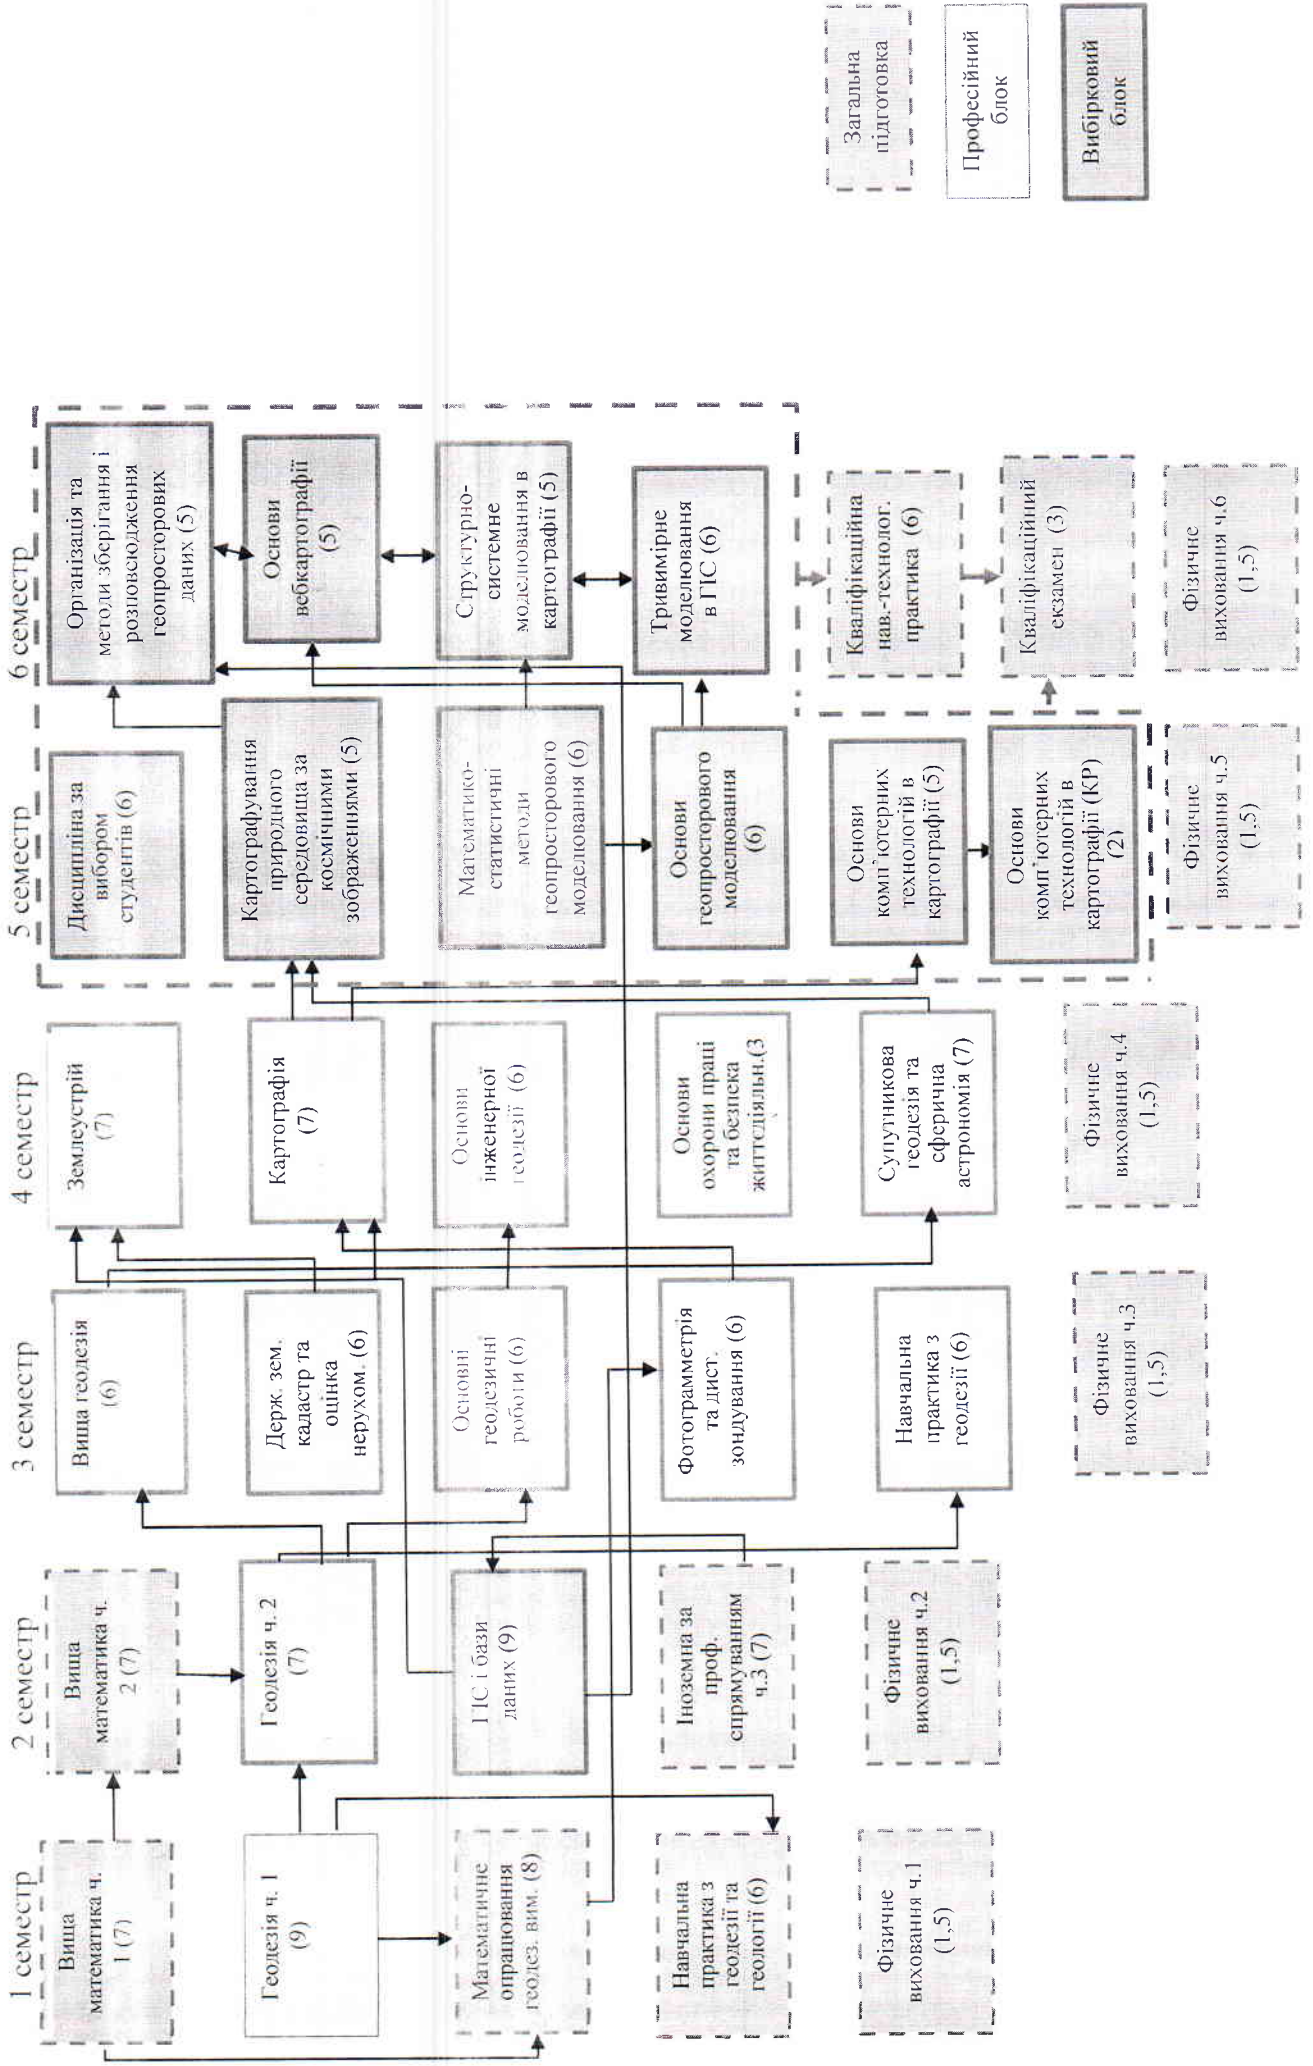 1 семестр
Вища
математика ч.
1 (7)
Геодезія ч. 1
(9)
Математичне
опрацювання
геодез. вим. (8)
Навчальна
практика з
геодезії та
геології (6)
Фізичне
виховання ч.1
(1,5)
2 семестр
Вища
математика ч.
2 (7)
Геодезія ч. 2
(7)
ГІС і бази
даних (9)
Іноземна за
проф.
спрямуванням
ч.3 (7)
Фізичне
виховання ч.2
(1,5)
3 семестр
Вища геодезія
(6)
Держ. зем.
кадастр та
оцінка
нерухом. (6)
Основні
геодезичні
роботи (6)
Фотограмметрія
та дист.
зондування (6)
Навчальна
практика з
геодезії (6)
Фізичне
виховання ч.3
(1,5)
4 семестр
Землеустрій
(7)
Картографія
(7)
Основи
інженерної
геодезії (6)
Основи
охорони праці
та безпека
життєдіяльн.(3
Супутникова
геодезія та
сферична
астрономія (7)
Фізичне
виховання ч.4
(1,5)
5 семестр
Дисципліна за
вибором
студентів (6)
Картографування
природного
середовища за
космічними
зображеннями (5)
Математико-
статистичні
методи
геопросторового
моделювання (6)
Основи
геопросторового
моделювання
(6)
Основи
комп`ютерних
технологій в
картографії (5)
Основи
комп`ютерних
технологій в
картографії (КР)
(2)
Фізичне
виховання ч.5
(1,5)
6 семестр
Організація та
методи зберігання і
розповсюдження
геопросторових
даних (5)
Основи
вебкартографії
(5)
Структурно-
системне
моделювання в
картографії (5)
Тривимірне
моделювання
в ГІС (6)
Кваліфікаційна
нав.-технолог.
практика (6)
Кваліфікаційний
екзамен (3)
Фізичне
виховання ч.6
(1,5)
Загальна
підготовка
Професійний
блок
Вибірковий
блок